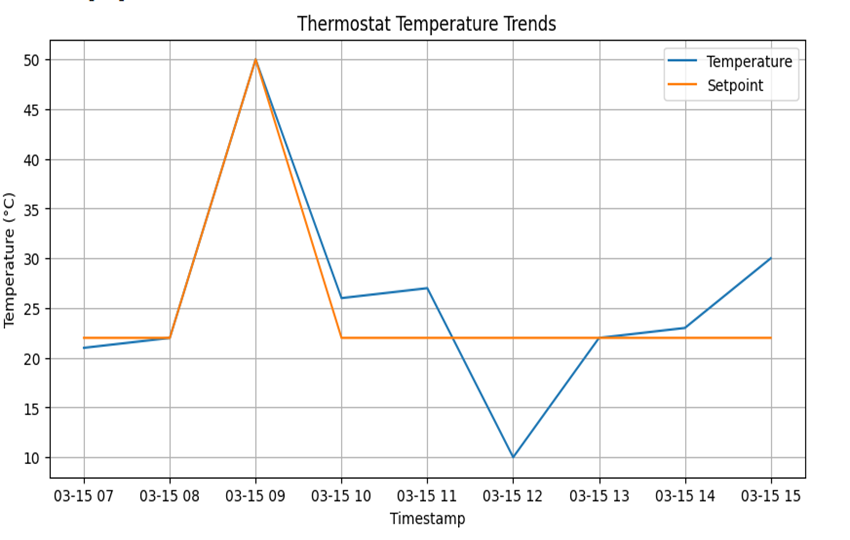 Thermostat Temperature Trends
Temperature
Setpoint
50
45
40
35
30
25
20
15
10
Temperature (°C)
03-15 07 03-15 08 03-15 09 03-15 10 03-15 11 03-15 12 03-15 13 03-15 14 03-15 15
Timestamp